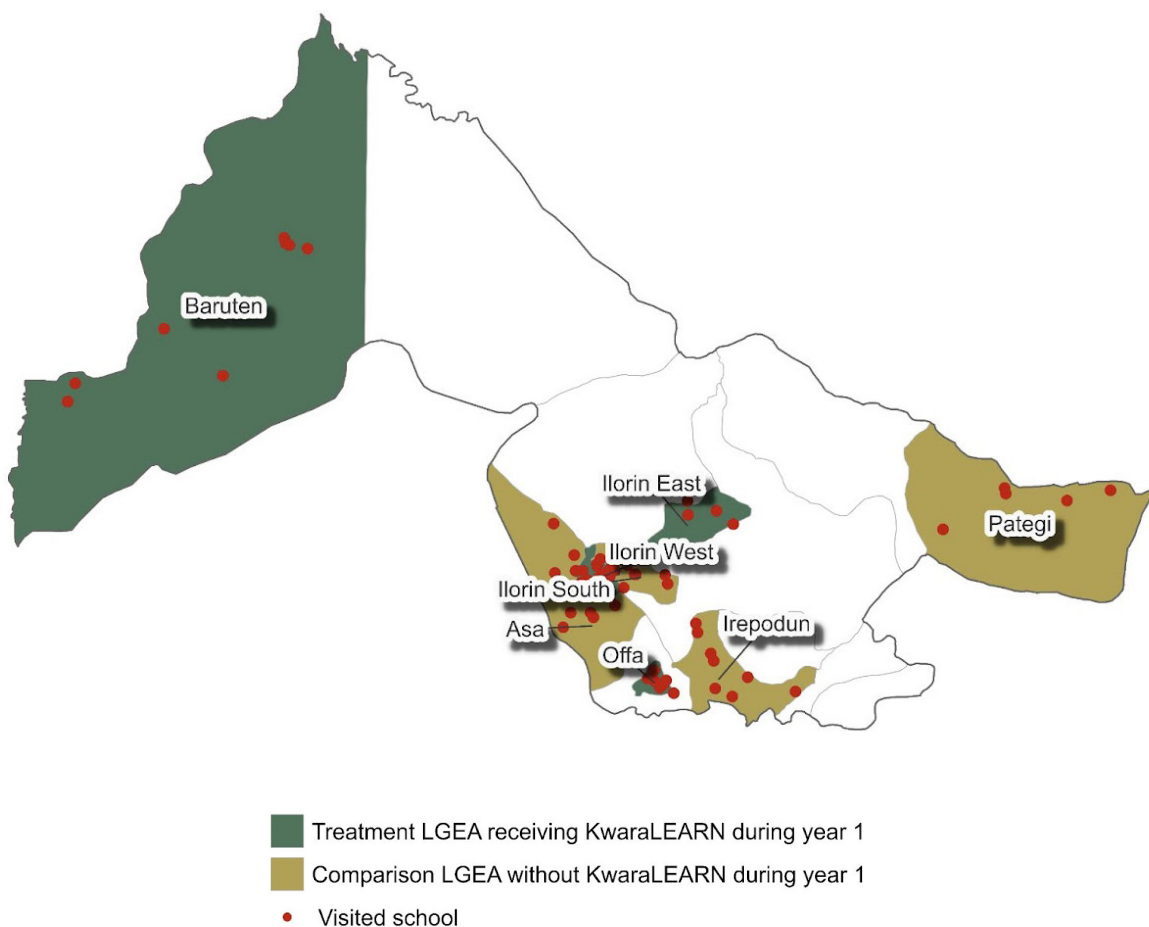 Baruten
Ilorin East
Pategi
Ilorin West
Ilorin South
Asa
Irepodun
Offa
Treatment LGEA receiving KwaraLEARN during year 1
Comparison LGEA without KwaraLEARN during year 1
Visited school